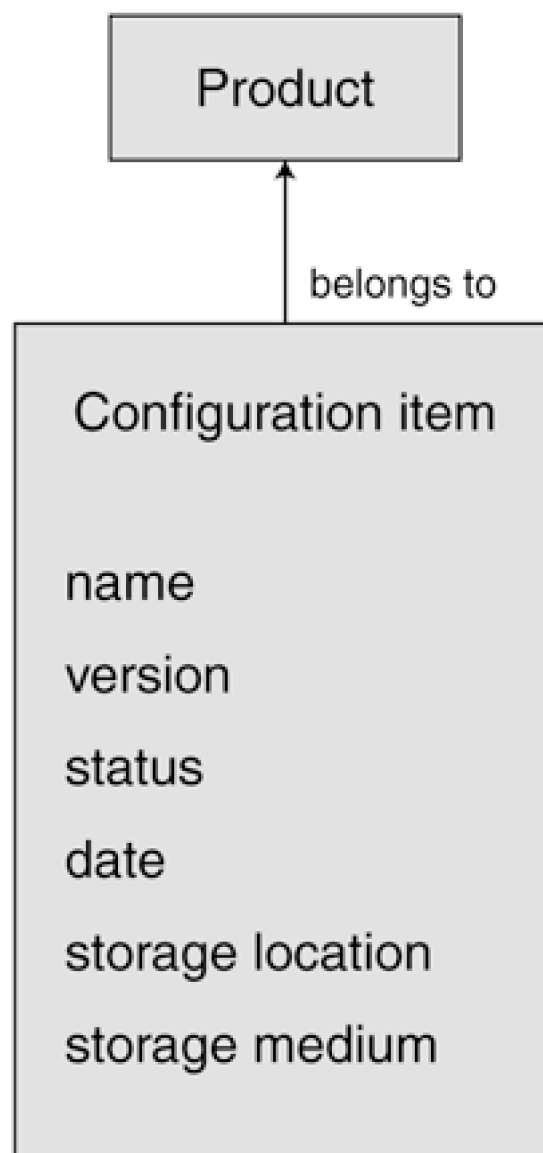 Product
belongs to
Configuration item
name
version
status
date
storage location
storage medium